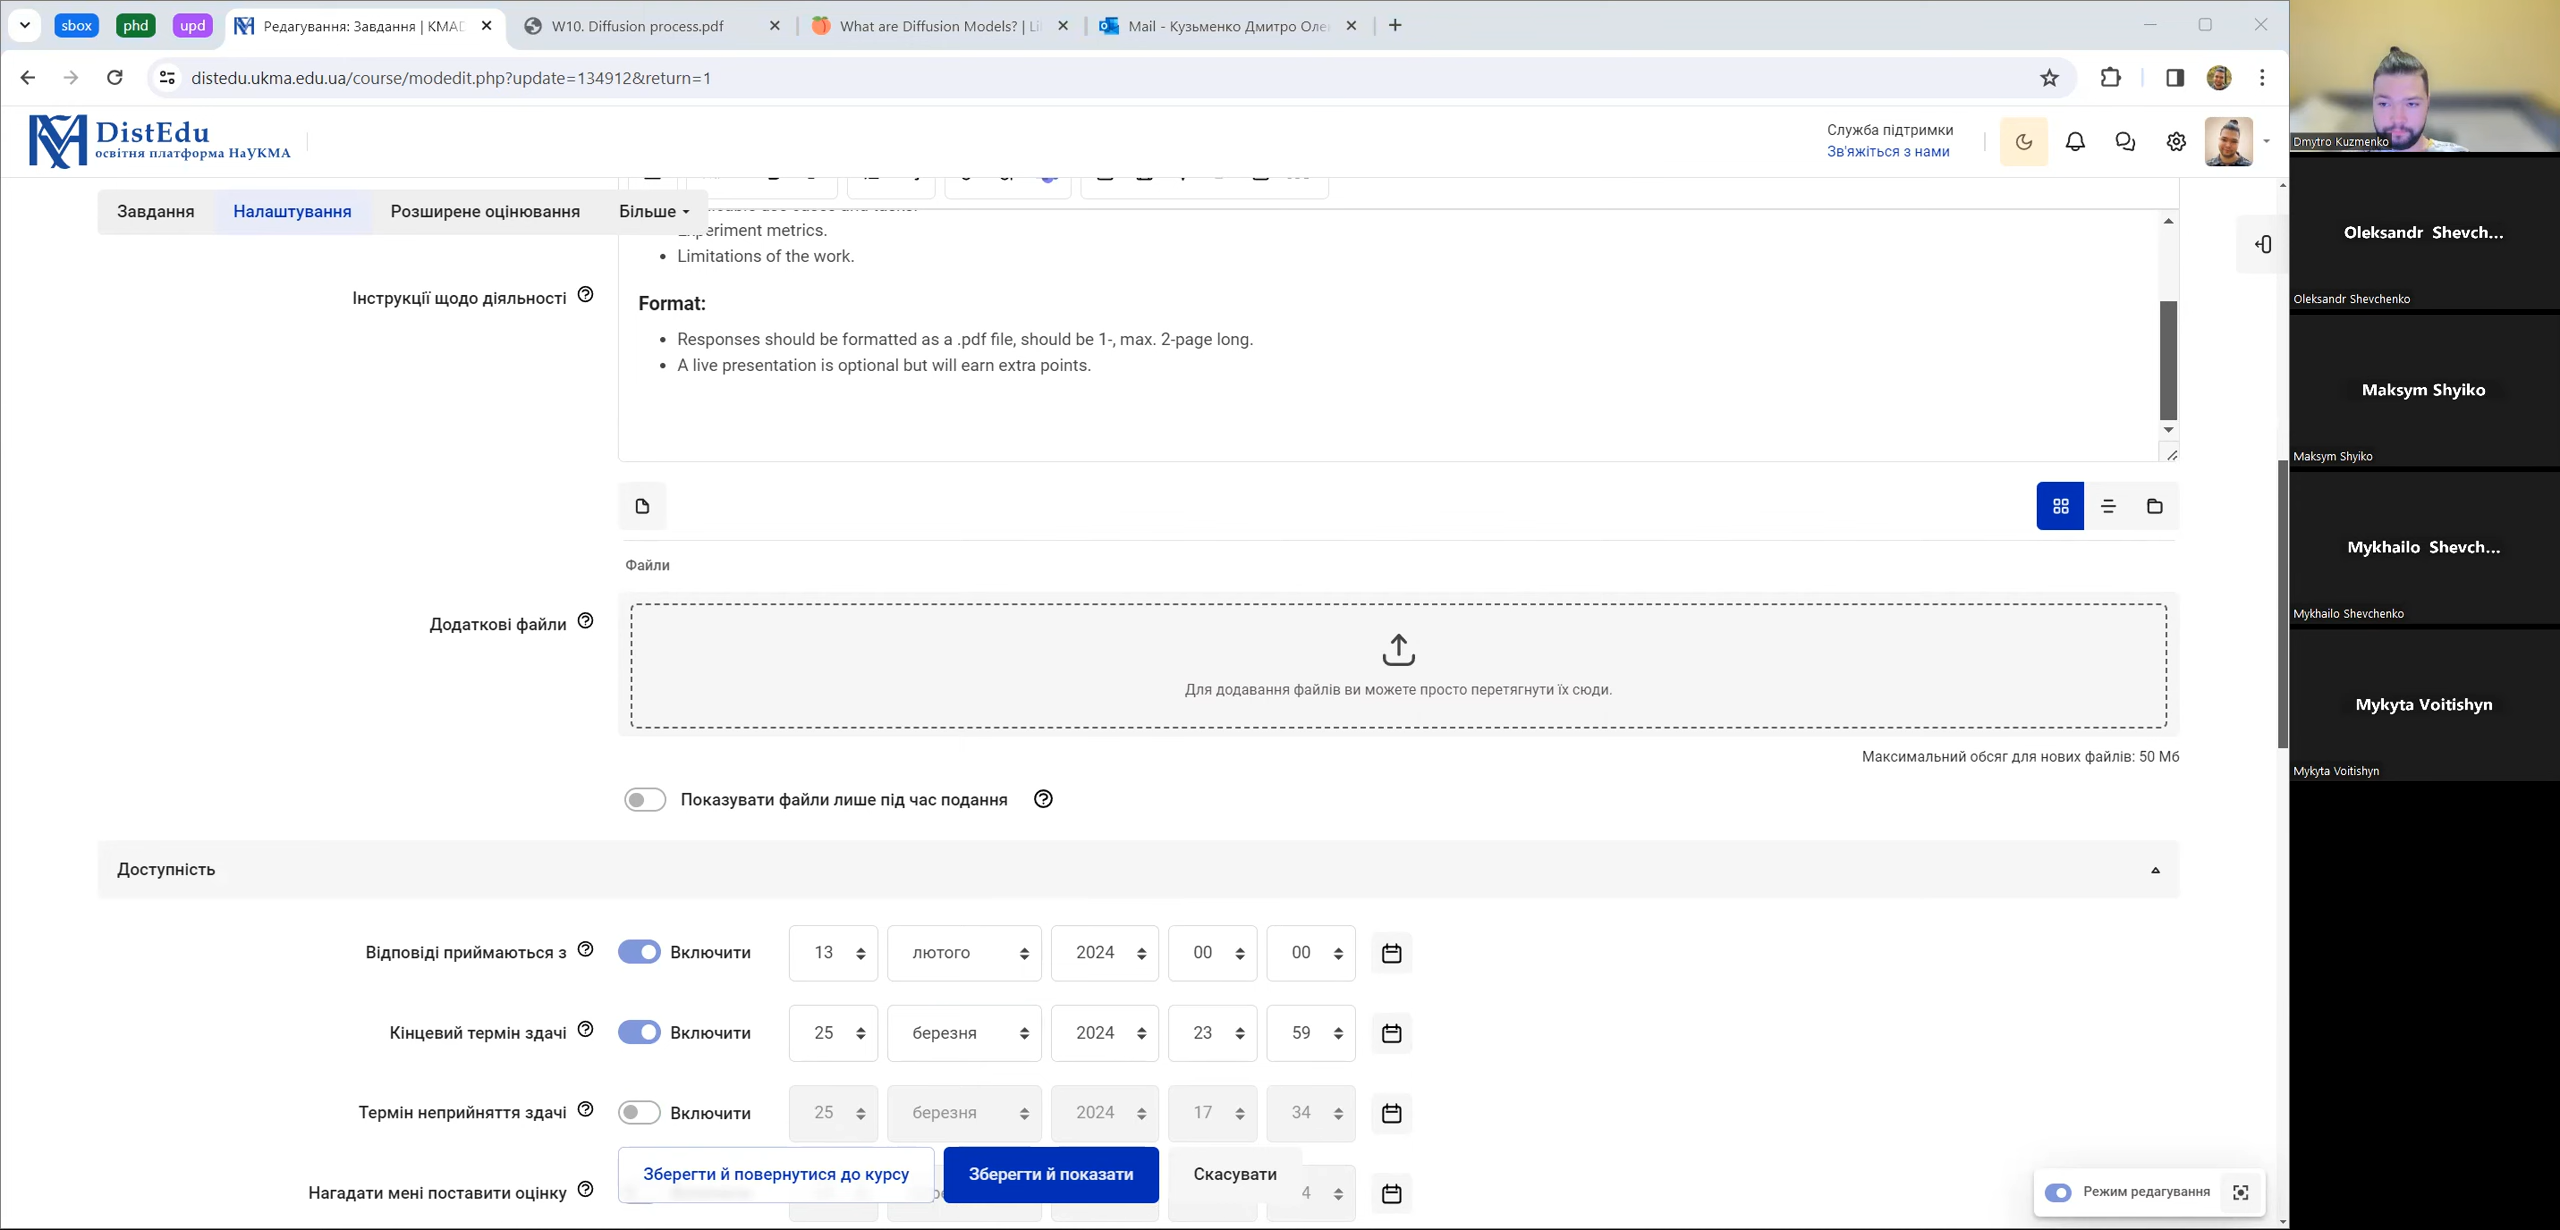 sbox
phd
upd
Редагування: Завдання | KMAD
W10. Diffusion process.pdf
What are Diffusion Models? | Li
Mail - Кузьменко Дмитро Оле
distedu.ukma.edu.ua/course/modedit.php?update=134912&return=1
DistEdu
освітня платформа НаУКМА
Служба підтримки
Зв'яжіться з нами
Завдання
Налаштування
Розширене оцінювання
Більше
Experiment metrics.
Limitations of the work.
Інструкції щодо діяльності
Format:
Responses should be formatted as a .pdf file, should be 1-, max. 2-page long.
A live presentation is optional but will earn extra points.
Файли
Додаткові файли
Для додавання файлів ви можете просто перетягнути їх сюди.
Максимальний обсяг для нових файлів: 50 Мб
Показувати файли лише під час подання
Доступність
Відповіді приймаються з Включити 13 лютого 2024 00 00
Кінцевий термін здачі Включити 25 березня 2024 23 59
Термін неприйняття здачі Включити 25 березня 2024 17 34
Зберегти й повернутися до курсу
Зберегти й показати
Скасувати
Нагадати мені поставити оцінку
4
Режим редагування
Dmytro Kuzmenko
Oleksandr Shevch...
Oleksandr Shevchenko
Maksym Shyiko
Maksym Shyiko
Mykhailo Shevch...
Mykhailo Shevchenko
Mykyta Voitishyn
Mykyta Voitishyn